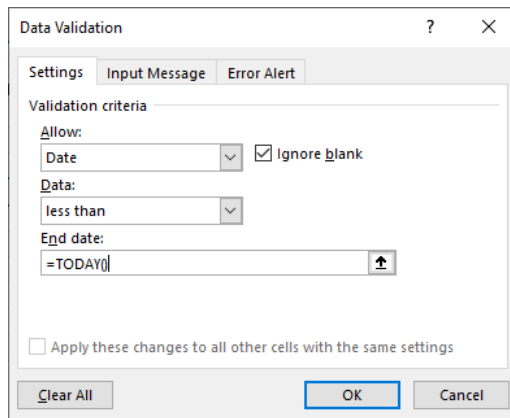 Data Validation ? ×
Settings Input Message Error Alert
Validation criteria
Allow:
Date Ignore blank
Data:
less than
End date:
=TODAY()
Apply these changes to all other cells with the same settings
Clear All OK Cancel